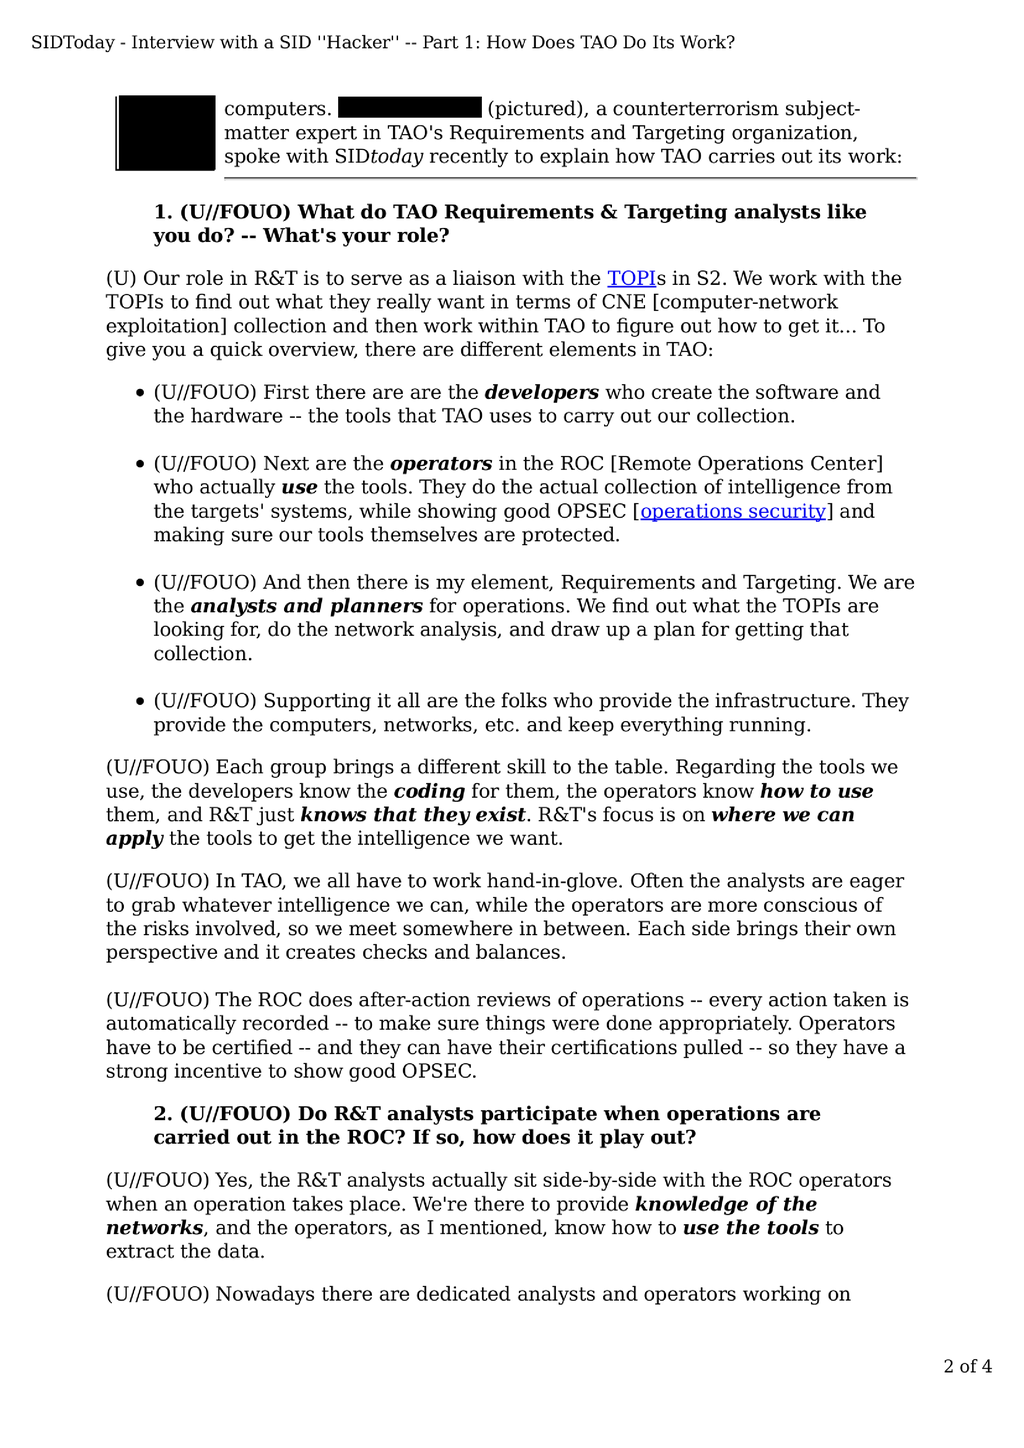 SIDToday - Interview with a SID ''Hacker'' -- Part 1: How Does TAO Do Its Work?
computers. (pictured), a counterterrorism subject-
matter expert in TAO's Requirements and Targeting organization,
spoke with SIDtoday recently to explain how TAO carries out its work:
1. (U//FOUO) What do TAO Requirements & Targeting analysts like
you do? -- What's your role?
(U) Our role in R&T is to serve as a liaison with the TOPIs in S2. We work with the
TOPIs to find out what they really want in terms of CNE [computer-network
exploitation] collection and then work within TAO to figure out how to get it... To
give you a quick overview, there are different elements in TAO:
• (U//FOUO) First there are are the developers who create the software and
the hardware -- the tools that TAO uses to carry out our collection.
• (U//FOUO) Next are the operators in the ROC [Remote Operations Center]
who actually use the tools. They do the actual collection of intelligence from
the targets' systems, while showing good OPSEC [operations security] and
making sure our tools themselves are protected.
• (U//FOUO) And then there is my element, Requirements and Targeting. We are
the analysts and planners for operations. We find out what the TOPIs are
looking for, do the network analysis, and draw up a plan for getting that
collection.
• (U//FOUO) Supporting it all are the folks who provide the infrastructure. They
provide the computers, networks, etc. and keep everything running.
(U//FOUO) Each group brings a different skill to the table. Regarding the tools we
use, the developers know the coding for them, the operators know how to use
them, and R&T just knows that they exist. R&T's focus is on where we can
apply the tools to get the intelligence we want.
(U//FOUO) In TAO, we all have to work hand-in-glove. Often the analysts are eager
to grab whatever intelligence we can, while the operators are more conscious of
the risks involved, so we meet somewhere in between. Each side brings their own
perspective and it creates checks and balances.
(U//FOUO) The ROC does after-action reviews of operations -- every action taken is
automatically recorded -- to make sure things were done appropriately. Operators
have to be certified -- and they can have their certifications pulled -- so they have a
strong incentive to show good OPSEC.
2. (U//FOUO) Do R&T analysts participate when operations are
carried out in the ROC? If so, how does it play out?
(U//FOUO) Yes, the R&T analysts actually sit side-by-side with the ROC operators
when an operation takes place. We're there to provide knowledge of the
networks, and the operators, as I mentioned, know how to use the tools to
extract the data.
(U//FOUO) Nowadays there are dedicated analysts and operators working on
2 of 4